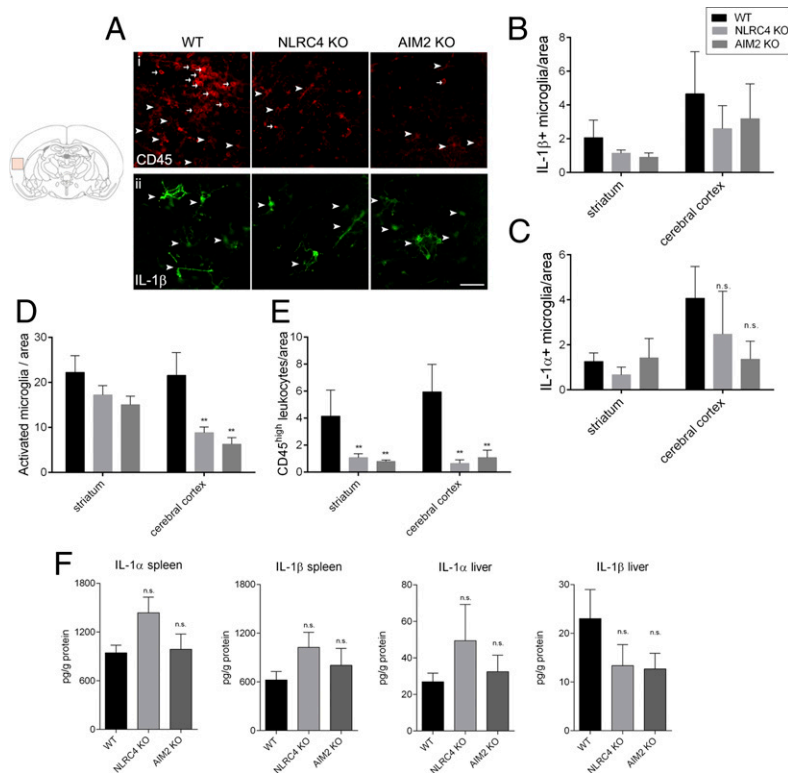 A
WT
NLRC4 KO
AIM2 KO
i
CD45
ii
IL-1β
B
WT
NLRC4 KO
AIM2 KO
IL-1β+ microglia/area
8
6
4
2
0
striatum
cerebral cortex
C
IL-1α+ microglia/area
6
4
2
0
n.s.
n.s.
striatum
cerebral cortex
D
Activated microglia / area
30
20
10
0
**
**
striatum
cerebral cortex
E
CD45high leukocytes/area
10
8
6
4
2
0
**
**
**
**
striatum
cerebral cortex
F
IL-1α spleen
pg/g protein
1800
1200
600
0
n.s.
n.s.
WT
NLRC4 KO
AIM2 KO
IL-1β spleen
pg/g protein
1800
1200
600
0
n.s.
n.s.
WT
NLRC4 KO
AIM2 KO
IL-1α liver
pg/g protein
80
60
40
20
0
n.s.
n.s.
WT
NLRC4 KO
AIM2 KO
IL-1β liver
pg/g protein
30
20
10
0
n.s.
n.s.
WT
NLRC4 KO
AIM2 KO